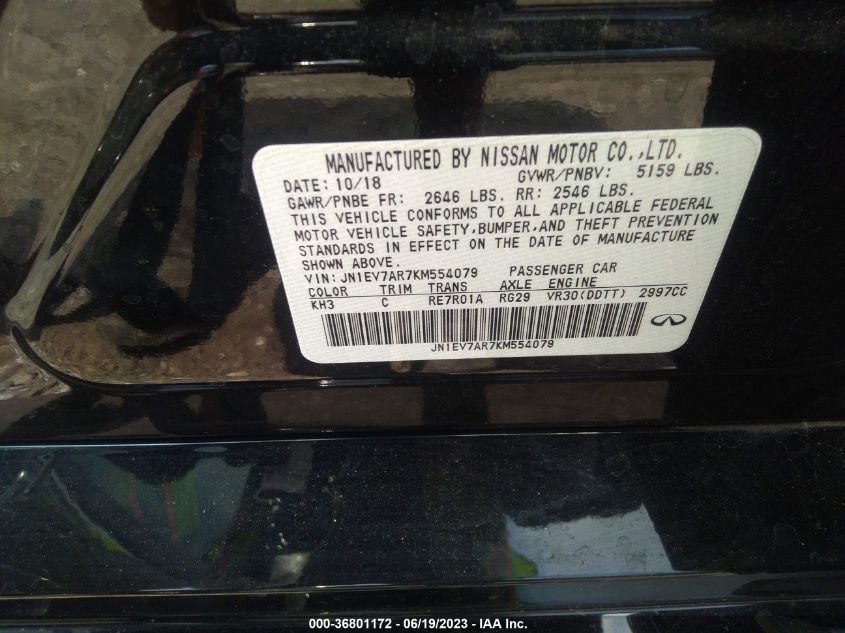 MANUFACTURED BY NISSAN MOTOR CO.,LTD.
DATE: 10/18 GVWR/PNBV: 5159 LBS.
GAWR/PNBE FR: 2646 LBS. RR: 2546 LBS.
THIS VEHICLE CONFORMS TO ALL APPLICABLE FEDERAL
MOTOR VEHICLE SAFETY,BUMPER,AND THEFT PREVENTION
STANDARDS IN EFFECT ON THE DATE OF MANUFACTURE
SHOWN ABOVE.
VIN: JN1EV7AR7KM554079 PASSENGER CAR
COLOR TRIM TRANS AXLE ENGINE
KH3 C RE7R01A RG29 VR30(DDTT) 2997CC
JN1EV7AR7KM554079
000-36801172 - 06/19/2023 - © IAA Inc.